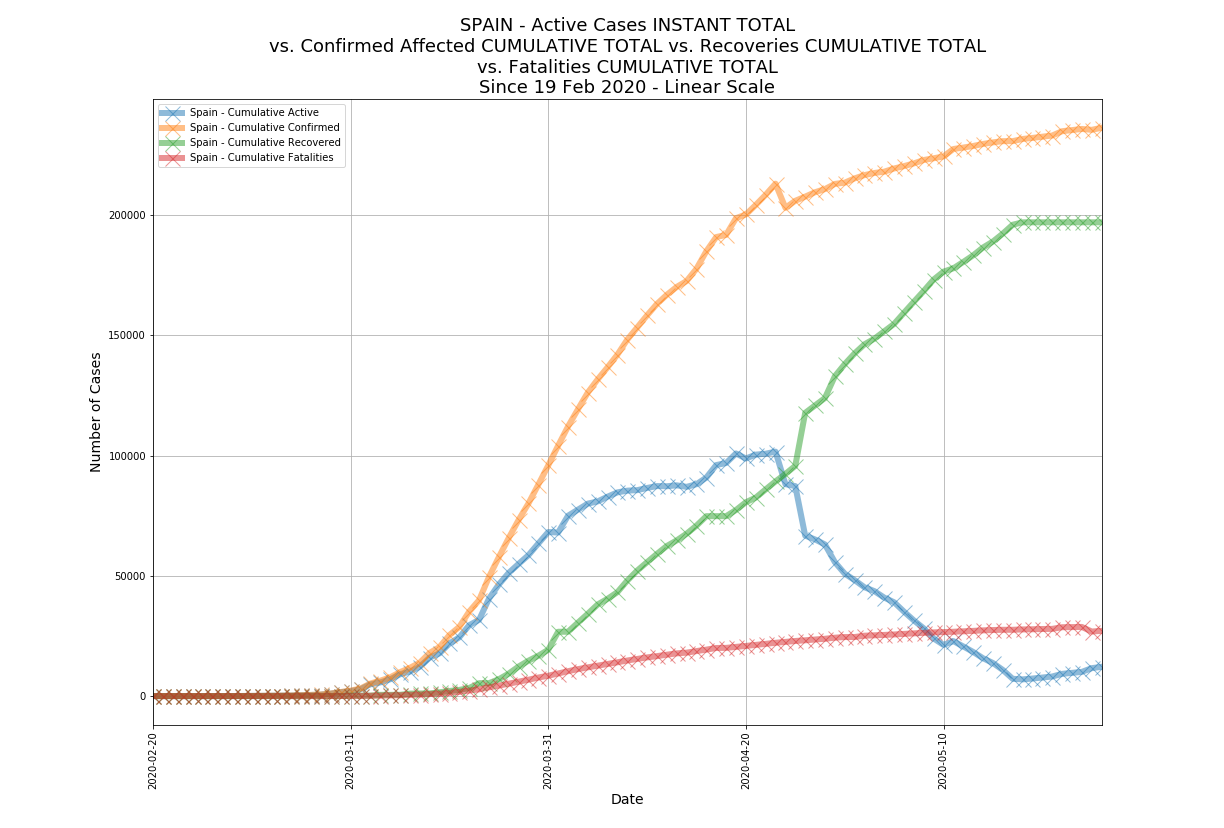 SPAIN - Active Cases INSTANT TOTAL
vs. Confirmed Affected CUMULATIVE TOTAL vs. Recoveries CUMULATIVE TOTAL
vs. Fatalities CUMULATIVE TOTAL
Since 19 Feb 2020 - Linear Scale
Spain - Cumulative Active
Spain - Cumulative Confirmed
Spain - Cumulative Recovered
Spain - Cumulative Fatalities
200000
150000
100000
50000
0
Number of Cases
2020-02-20
2020-03-11
2020-03-31
2020-04-20
2020-05-10
Date